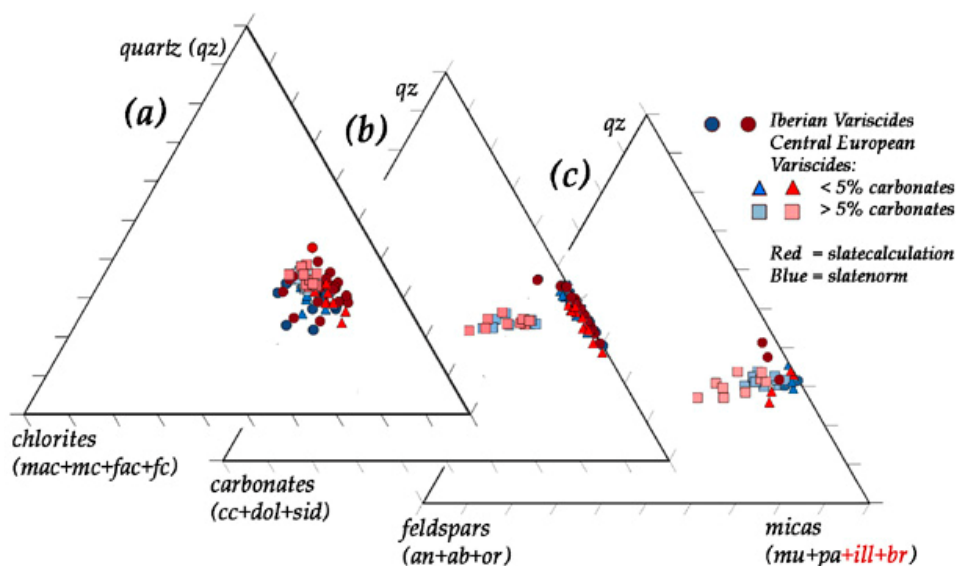 quartz (qz)
(a)
qz
(b)
qz
(c)
Iberian Variscides
Central European
Variscides:
< 5% carbonates
> 5% carbonates
Red = slatecalculation
Blue = slatenorm
chlorites
(mac+mc+fac+fc)
carbonates
(cc+dol+sid)
feldspars
(an+ab+or)
micas
(mu+pa+ill+br)